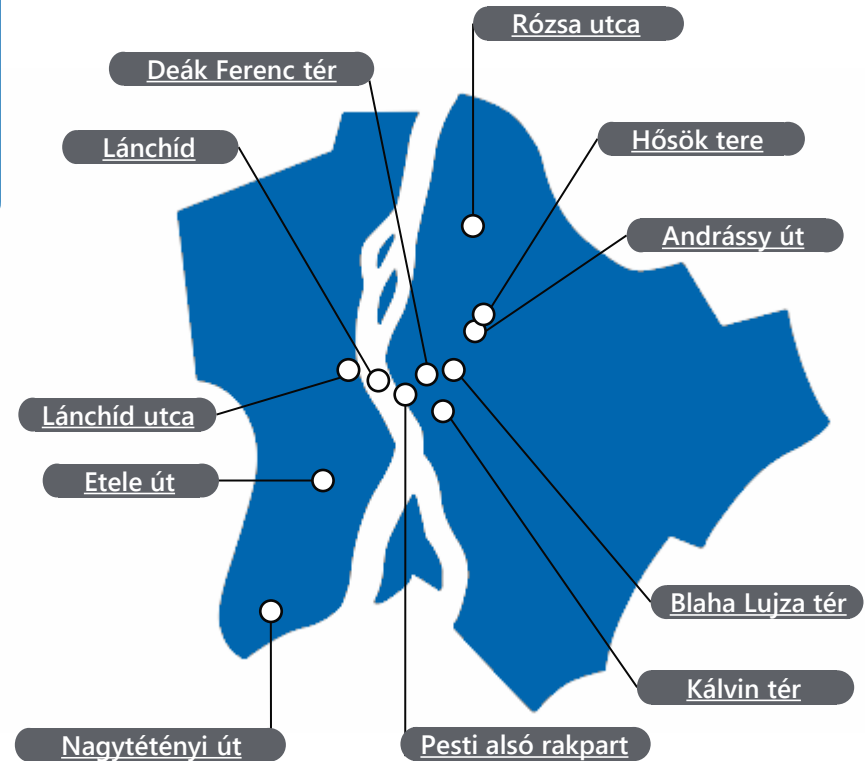 Rózsa utca
Deák Ferenc tér
Hősök tere
Lánchíd
Andrássy út
Lánchíd utca
Etele út
Blaha Lujza tér
Kálvin tér
Nagytétényi út
Pesti alsó rakpart